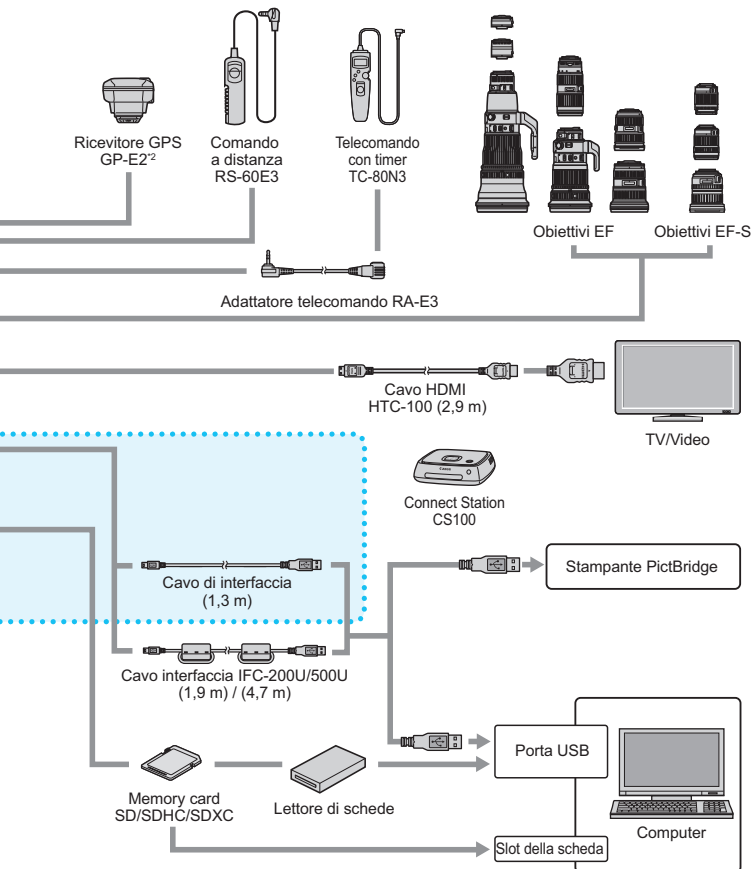 Ricevitore GPS
GP-E2*2
Comando
a distanza
RS-60E3
Telecomando
con timer
TC-80N3
Obiettivi EF
Obiettivi EF-S
Adattatore telecomando RA-E3
Cavo HDMI
HTC-100 (2,9 m)
TV/Video
Canon
Connect Station
CS100
Cavo di interfaccia
(1,3 m)
Stampante PictBridge
Cavo interfaccia IFC-200U/500U
(1,9 m) / (4,7 m)
Porta USB
Memory card
SD/SDHC/SDXC
Lettore di schede
Computer
Slot della scheda